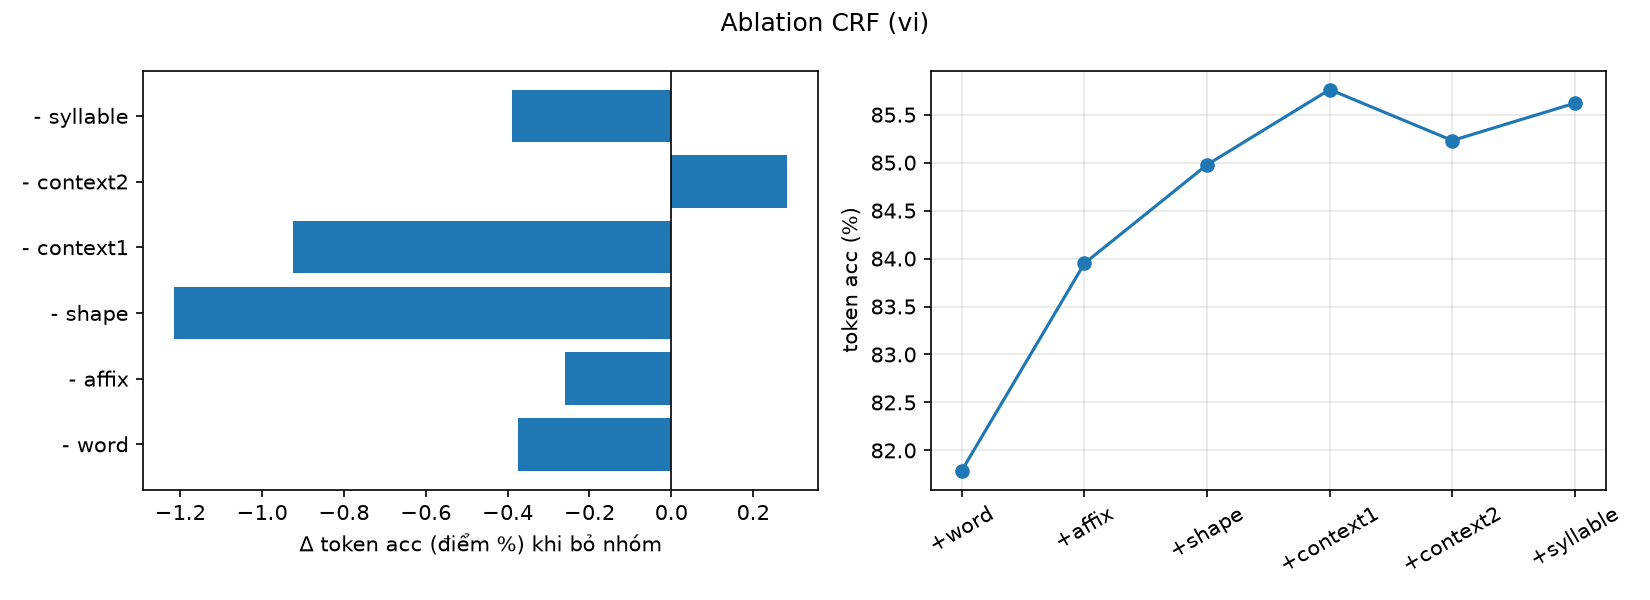 Ablation CRF (vi)
- syllable
- context2
- context1
- shape
- affix
- word
−1.2 −1.0 −0.8 −0.6 −0.4 −0.2 0.0 0.2
Δ token acc (điểm %) khi bỏ nhóm
token acc (%)
85.5
85.0
84.5
84.0
83.5
83.0
82.5
82.0
+word +affix +shape +context1 +context2 +syllable